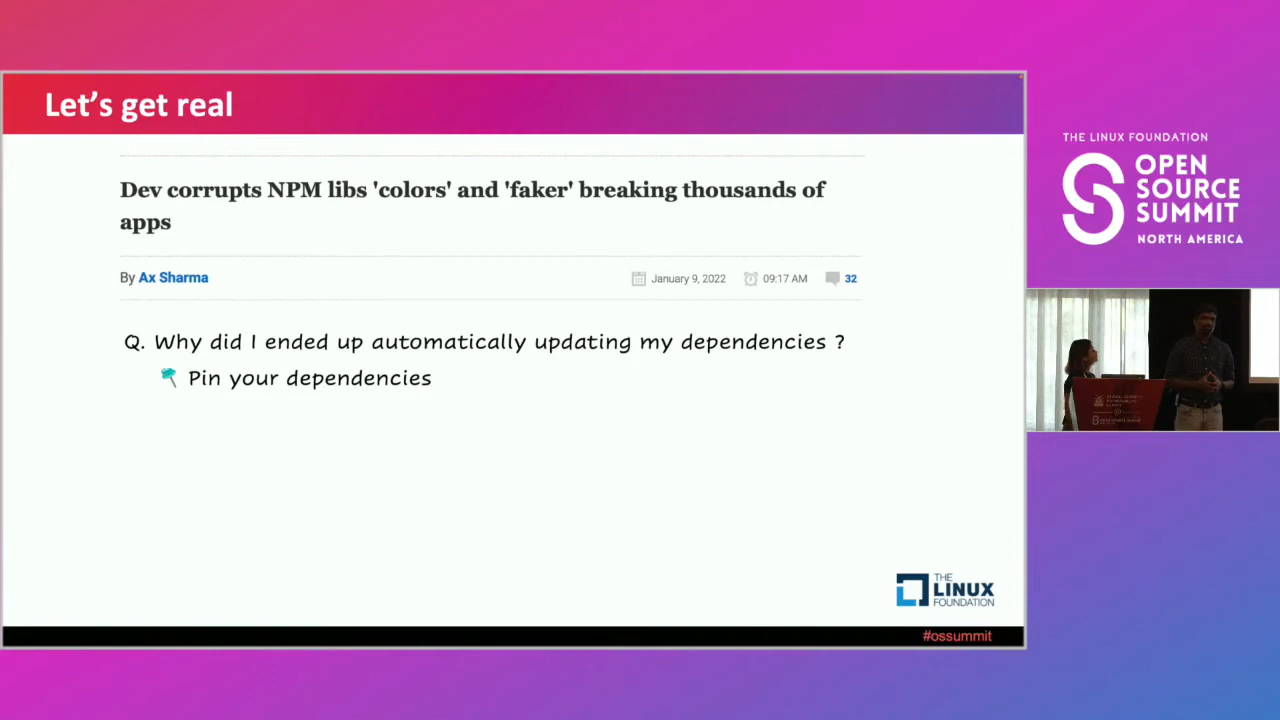 Let's get real
Dev corrupts NPM libs 'colors' and 'faker' breaking thousands of
apps
By Ax Sharma
January 9, 2022
09:17 AM
32
Q. Why did I ended up automatically updating my dependencies ?
Pin your dependencies
THE
LINUX
FOUNDATION
#ossummit
THE LINUX FOUNDATION
OPEN
SOURCE
SUMMIT
NORTH AMERICA